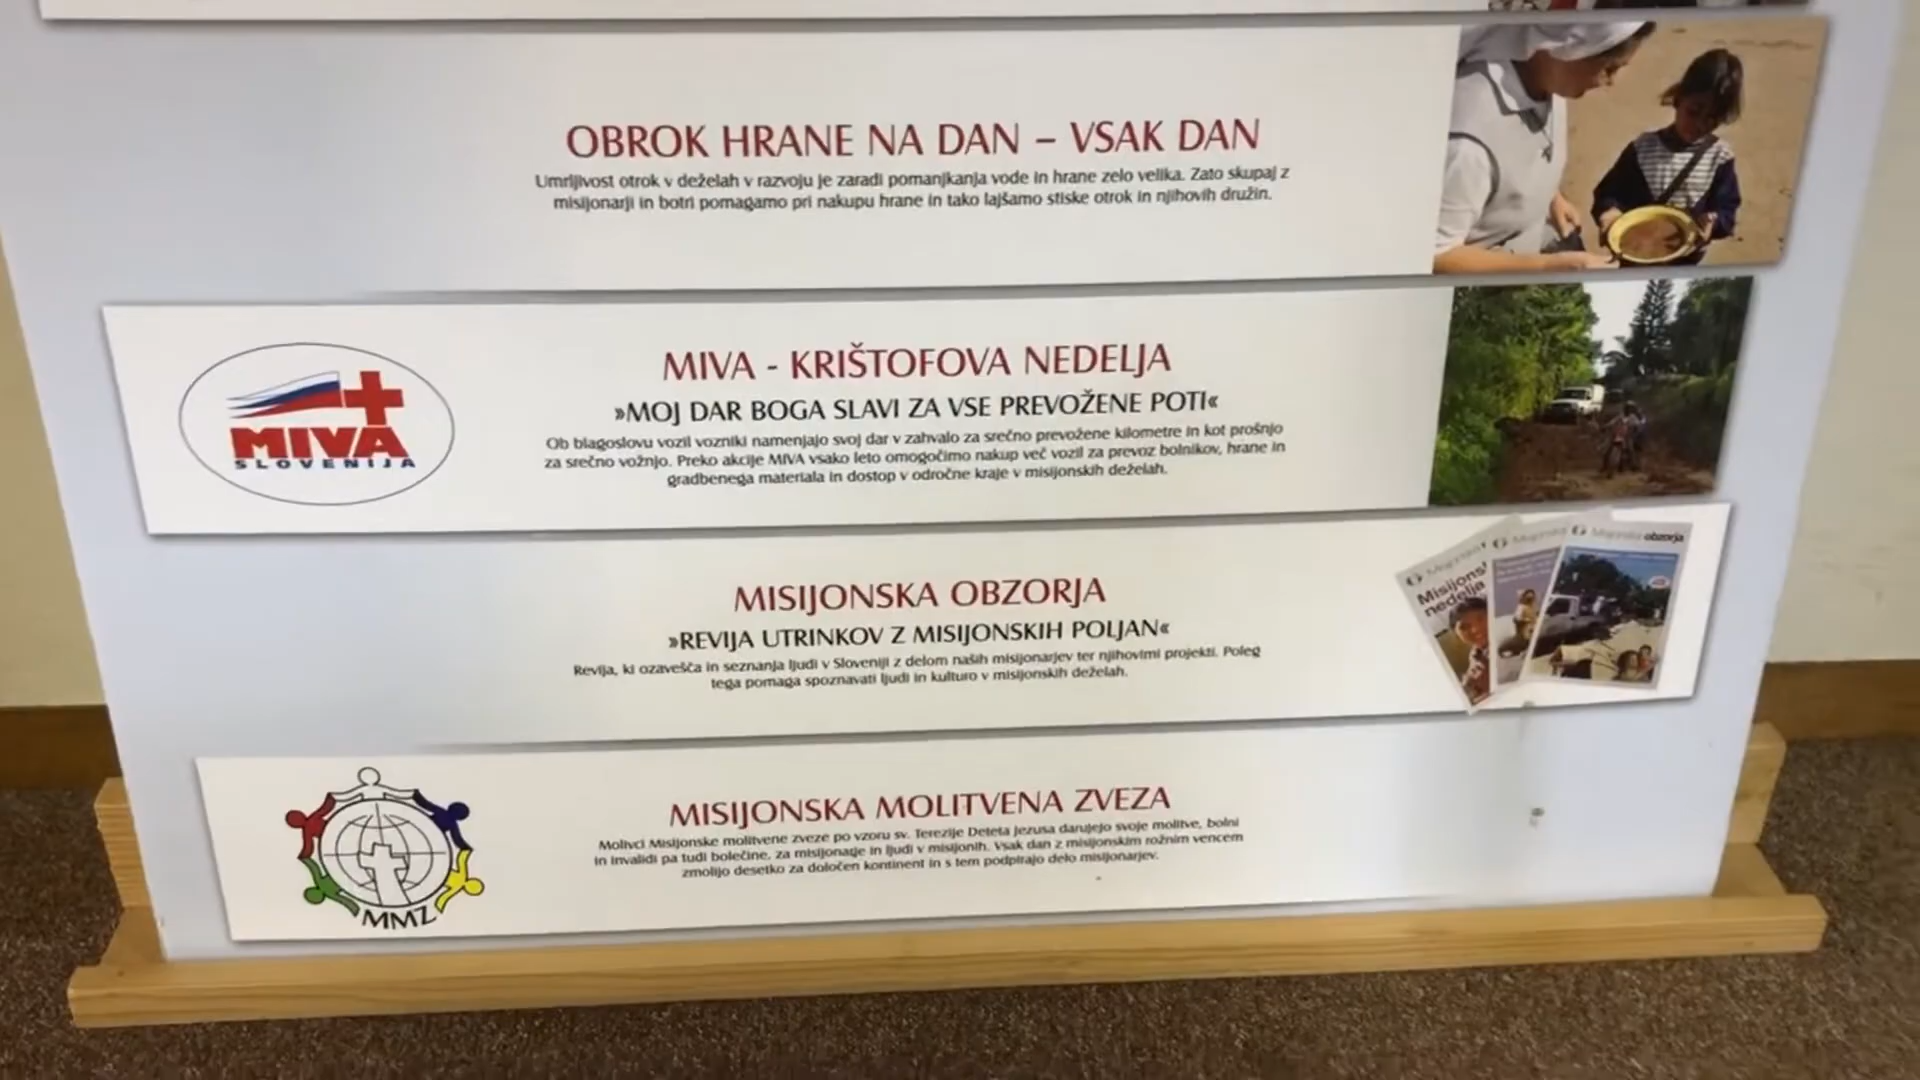 OBROK HRANE NA DAN – VSAK DAN
Umrljivost otrok v deželah v razvoju je zaradi pomanjkanja vode in hrane zelo velika. Zato skupaj z
misijonarji in botri pomagamo pri nakupu hrane in tako lajšamo stiske otrok in njihovih družin.
MIVA
SLOVENIJA
MIVA - KRIŠTOFOVA NEDELJA
»MOJ DAR BOGA SLAVI ZA VSE PREVOŽENE POTI«
Ob blagoslovu vozil vozniki namenjajo svoj dar v zahvalo za srečno prevožene kilometre in kot prošnjo
za srečno vožnjo. Preko akcije MIVA vsako leto omogočimo nakup več vozil za prevoz bolnikov, hrane in
gradbenega materiala in dostop v odročne kraje v misijonskih deželah.
MISIJONSKA OBZORJA
»REVIJA UTRINKOV Z MISIJONSKIH POLJAN«
Revija, ki ozavešča in seznanja ljudi v Sloveniji z delom naših misijonarjev ter njihovimi projekti. Poleg
tega pomaga spoznavati ljudi in kulturo v misijonskih deželah.
obzorja
Misijons
nedelja
MMZ
MISIJONSKA MOLITVENA ZVEZA
Molivci Misijonske molitvene zveze po vzoru sv. Terezije Deteta Jezusa darujejo svoje molitve, bolni
in invalidi pa tudi bolečine, za misijonarje in ljudi v misijonih. Vsak dan z misijonskim rožnim vencem
zmolijo desetko za določen kontinent in s tem podpirajo delo misijonarjev.